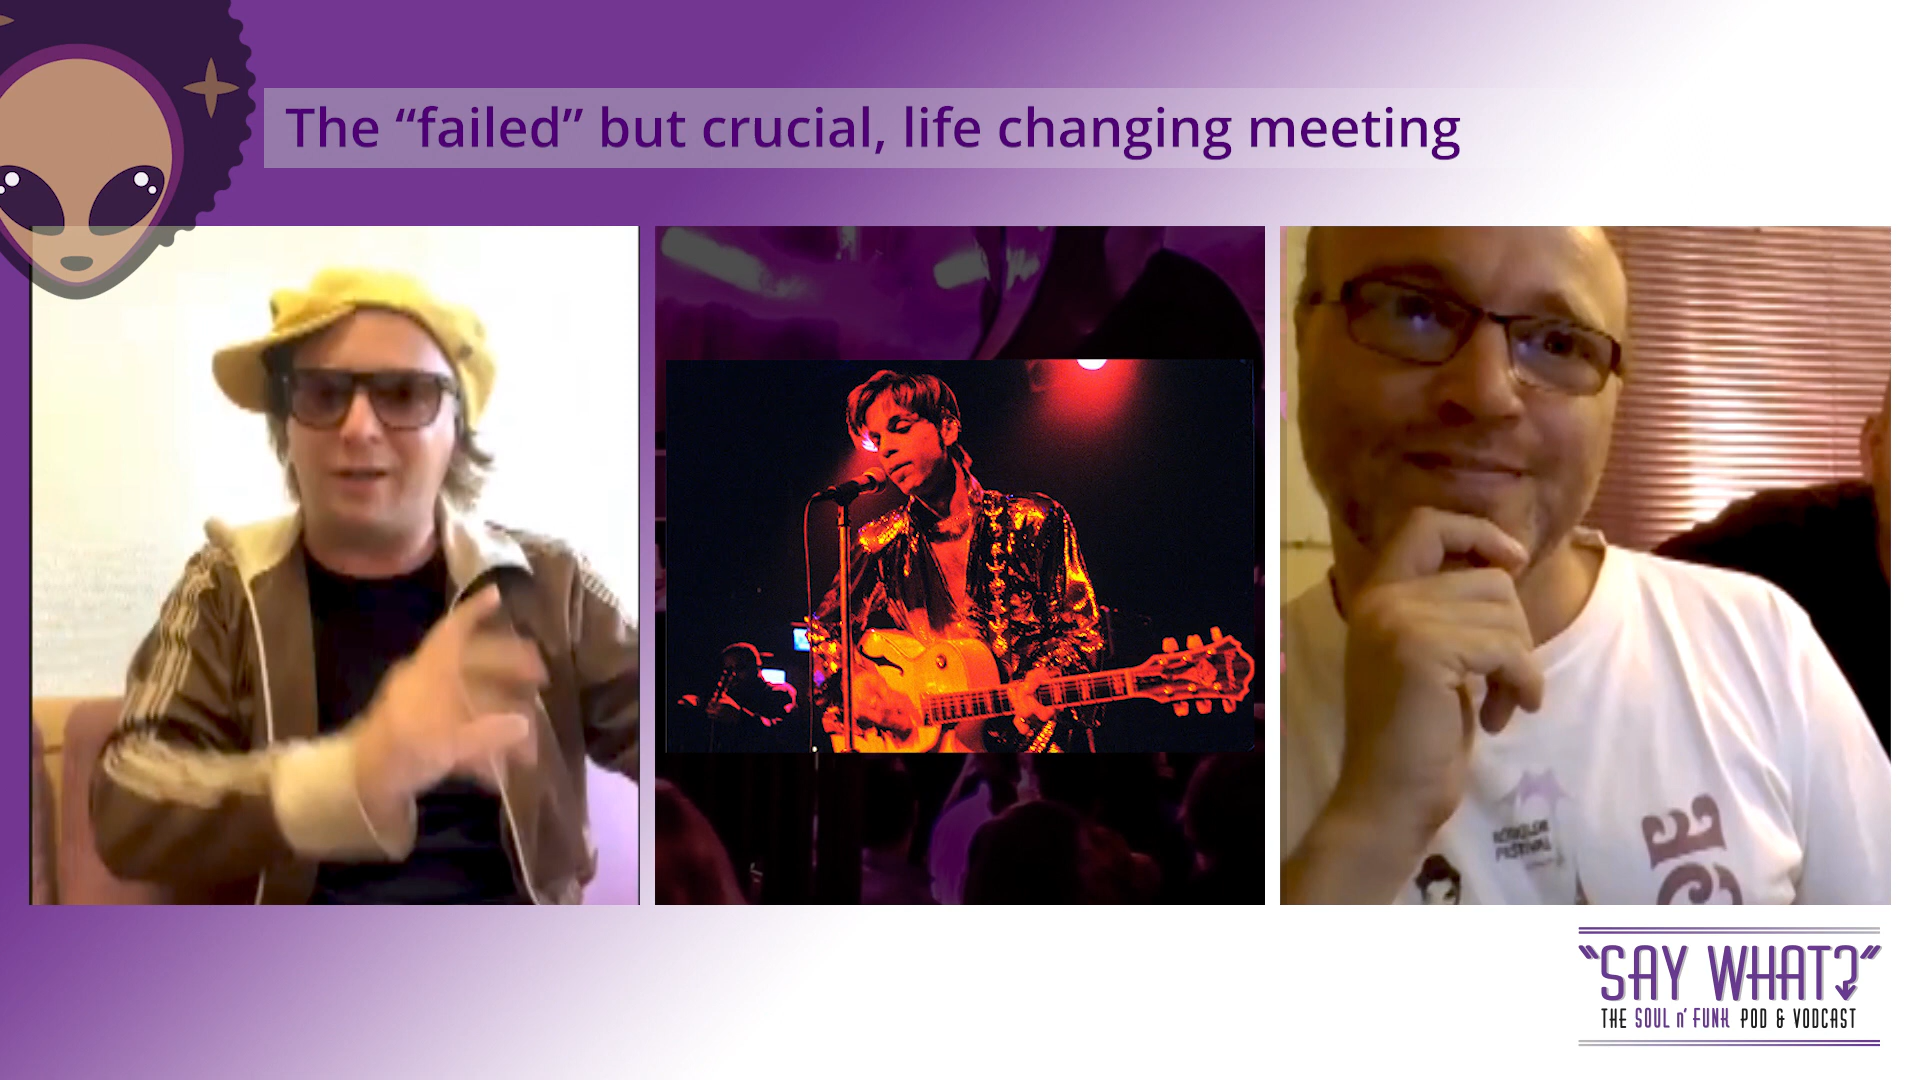 The “failed” but crucial, life changing meeting
“SAY WHAT?”
THE SOUL n' FUNK POD & VODCAST